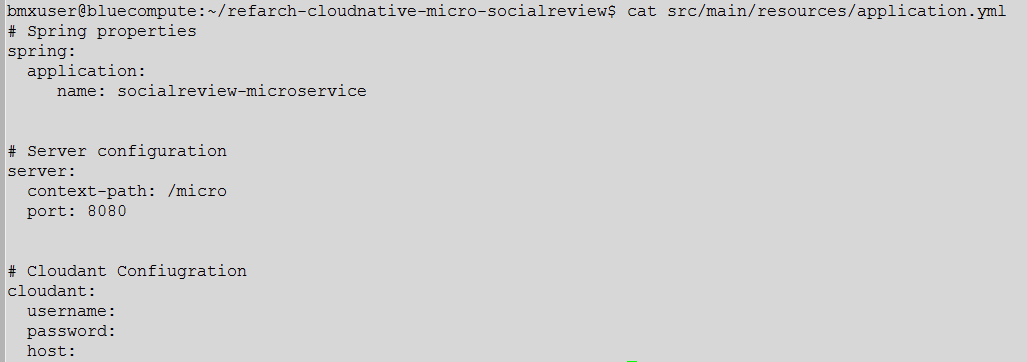 bmxuser@bluecompute:~/refarch-cloudnative-micro-socialreview$ cat src/main/resources/application.yml
# Spring properties
spring:
  application:
     name: socialreview-microservice
# Server configuration
server:
  context-path: /micro
  port: 8080
# Cloudant Confiugration
cloudant:
  username:
  password:
  host: